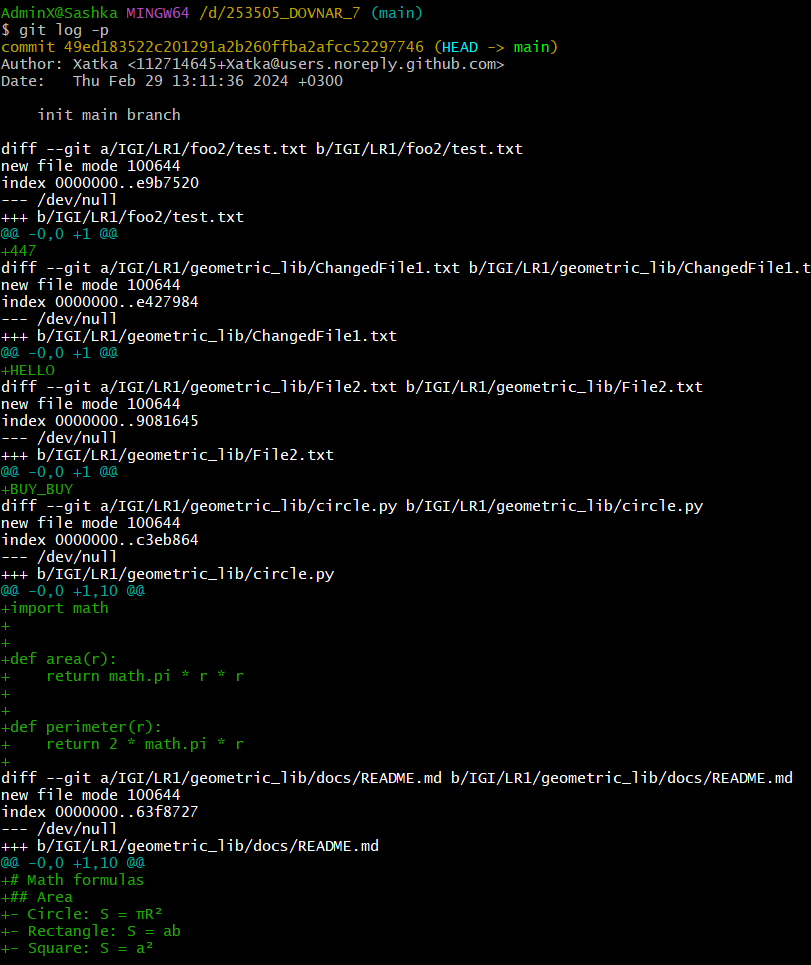 AdminX@Sashka MINGW64 /d/253505_DOVNAR_7 (main)
$ git log -p
commit 49ed183522c201291a2b260ffba2afcc52297746 (HEAD -> main)
Author: Xatka <112714645+Xatka@users.noreply.github.com>
Date:   Thu Feb 29 13:11:36 2024 +0300
    init main branch
diff --git a/IGI/LR1/foo2/test.txt b/IGI/LR1/foo2/test.txt
new file mode 100644
index 0000000..e9b7520
--- /dev/null
+++ b/IGI/LR1/foo2/test.txt
@@ -0,0 +1 @@
+447
diff --git a/IGI/LR1/geometric_lib/ChangedFile1.txt b/IGI/LR1/geometric_lib/ChangedFile1.t
new file mode 100644
index 0000000..e427984
--- /dev/null
+++ b/IGI/LR1/geometric_lib/ChangedFile1.txt
@@ -0,0 +1 @@
+HELLO
diff --git a/IGI/LR1/geometric_lib/File2.txt b/IGI/LR1/geometric_lib/File2.txt
new file mode 100644
index 0000000..9081645
--- /dev/null
+++ b/IGI/LR1/geometric_lib/File2.txt
@@ -0,0 +1 @@
+BUY_BUY
diff --git a/IGI/LR1/geometric_lib/circle.py b/IGI/LR1/geometric_lib/circle.py
new file mode 100644
index 0000000..c3eb864
--- /dev/null
+++ b/IGI/LR1/geometric_lib/circle.py
@@ -0,0 +1,10 @@
+import math
+
+
+def area(r):
+    return math.pi * r * r
+
+
+def perimeter(r):
+    return 2 * math.pi * r
+
diff --git a/IGI/LR1/geometric_lib/docs/README.md b/IGI/LR1/geometric_lib/docs/README.md
new file mode 100644
index 0000000..63f8727
--- /dev/null
+++ b/IGI/LR1/geometric_lib/docs/README.md
@@ -0,0 +1,10 @@
+# Math formulas
+## Area
+- Circle: S = πR²
+- Rectangle: S = ab
+- Square: S = a²